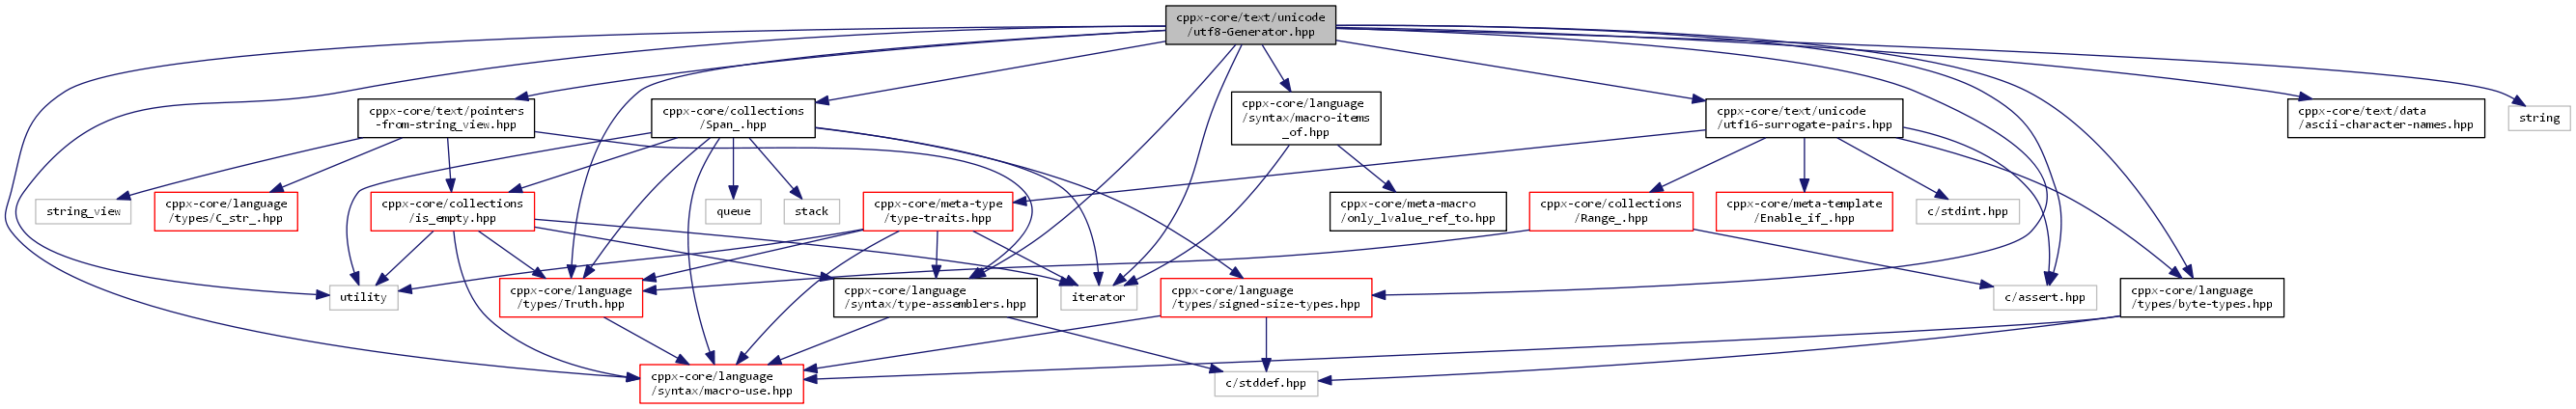 cppx-core/text/unicode
/utf8-Generator.hpp
cppx-core/text/pointers
-from-string_view.hpp
cppx-core/collections
/Span_.hpp
cppx-core/language
/syntax/macro-items
_of.hpp
cppx-core/text/unicode
/utf16-surrogate-pairs.hpp
cppx-core/text/data
/ascii-character-names.hpp
string
string_view
cppx-core/language
/types/C_str_.hpp
cppx-core/collections
/is_empty.hpp
queue
stack
cppx-core/meta-type
/type-traits.hpp
cppx-core/meta-macro
/only_lvalue_ref_to.hpp
cppx-core/collections
/Range_.hpp
cppx-core/meta-template
/Enable_if_.hpp
c/stdint.hpp
utility
cppx-core/language
/types/Truth.hpp
cppx-core/language
/syntax/type-assemblers.hpp
iterator
cppx-core/language
/types/signed-size-types.hpp
c/assert.hpp
cppx-core/language
/types/byte-types.hpp
cppx-core/language
/syntax/macro-use.hpp
c/stddef.hpp